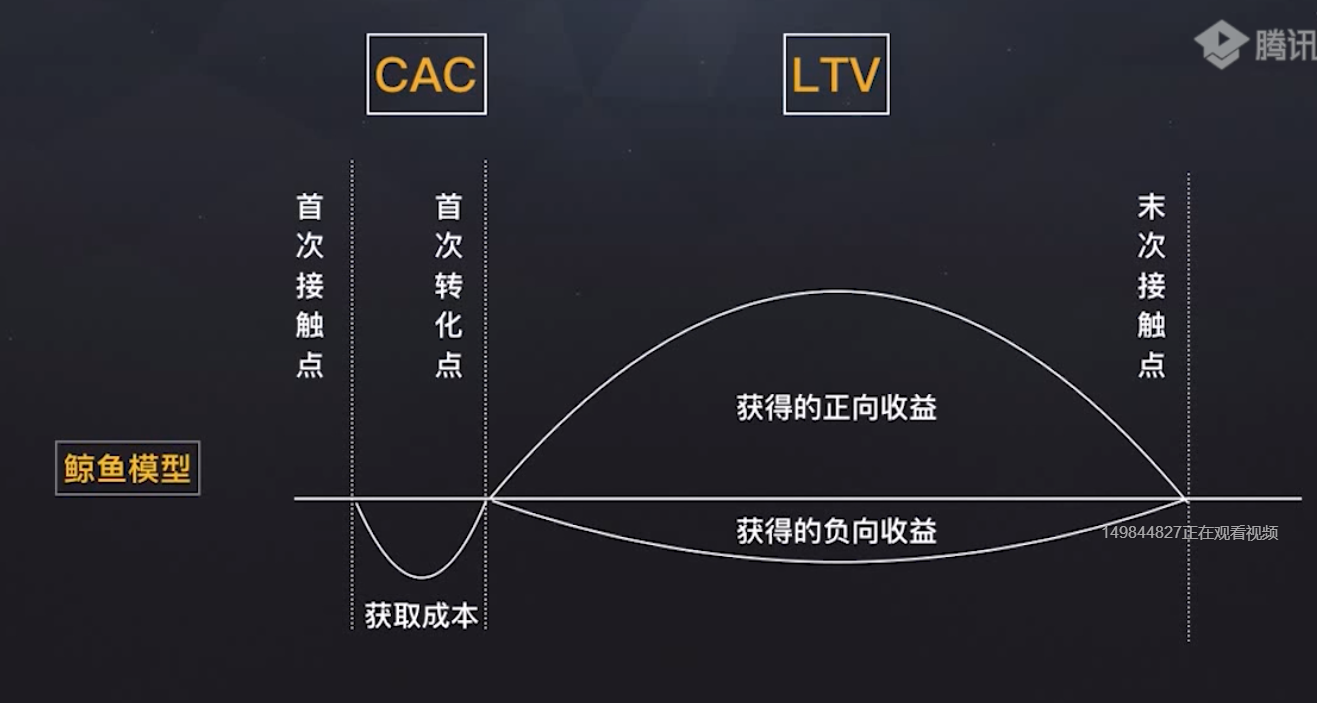 CAC
LTV
腾讯
首次接触点
首次转化点
末次接触点
获得的正向收益
鲸鱼模型
获得的负向收益
149844827正在观看视频
获取成本